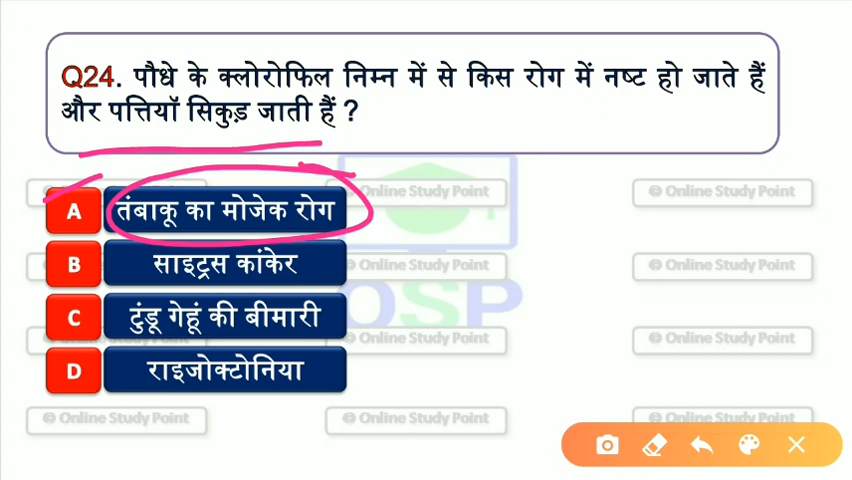 Q24. पौधे के क्लोरोफिल निम्न में से किस रोग में नष्ट हो जाते हैं
और पत्तियॉ सिकुड़ जाती हैं ?
© Online Study Point
© Online Study Point
A तंबाकू का मोजेक रोग
B साइट्रस कांकेर
© Online Study Point
© Online Study Point
OSP
C टुंडू गेहूं की बीमारी
© Online Study Point
© Online Study Point
D राइजोक्टोनिया
© Online Study Point
© Online Study Point
© Online Study Point